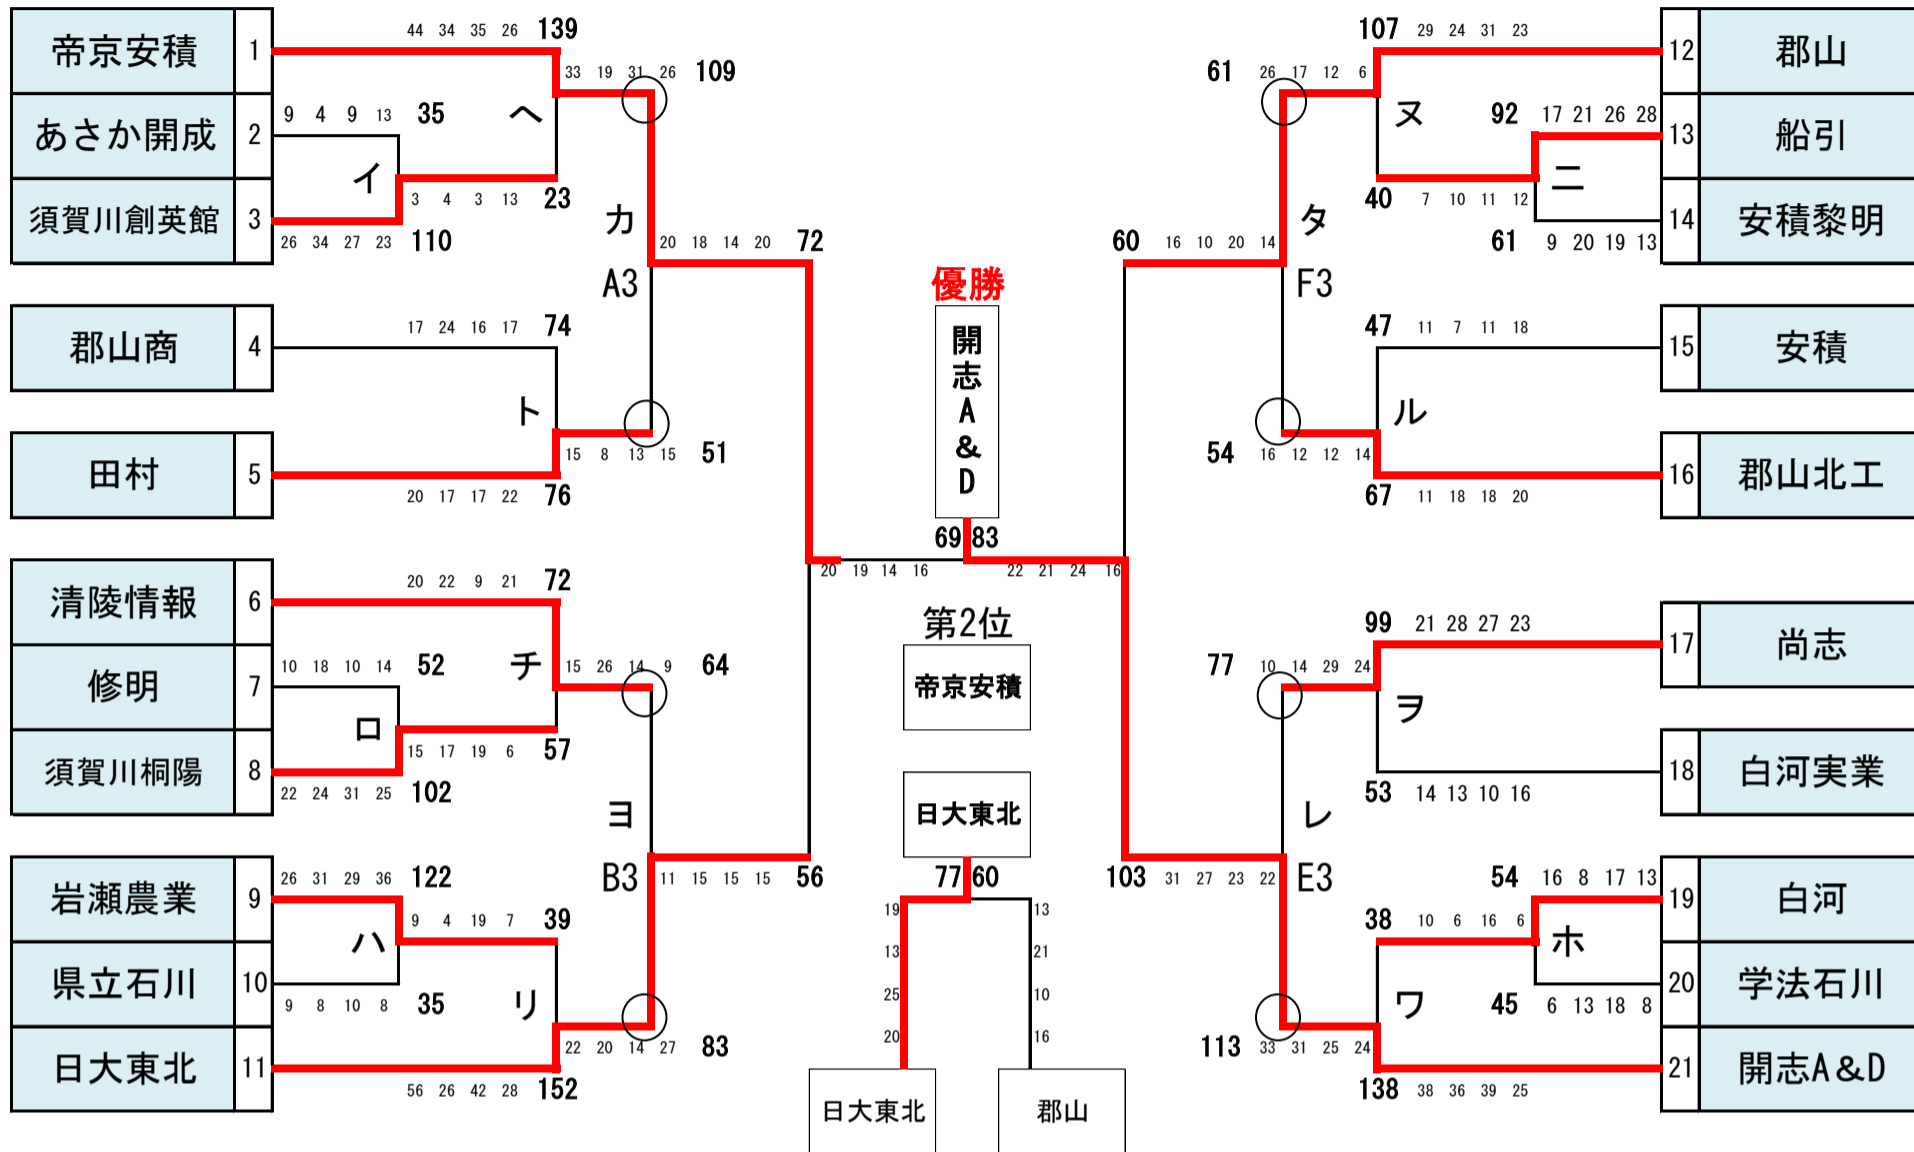 帝京安積 1 44 34 35 26 139
33 19 31 26 109
あさか開成 2 9 4 9 13 35 ヘ
イ
須賀川創英館 3 3 4 3 13 23 カ
26 34 27 23 110
20 18 14 20 72
A3
郡山商 4 17 24 16 17 74
ト
田村 5 15 8 13 15 51
20 17 17 22 76
清陵情報 6 20 22 9 21 72
修明 7 10 18 10 14 52 チ 15 26 14 9 64
ロ
須賀川桐陽 8 15 17 19 6 57
22 24 31 25 102
ヨ
B3 11 15 15 15 56
岩瀬農業 9 26 31 29 36 122
9 4 19 7 39
ハ
県立石川 10 9 8 10 8 35 リ
日大東北 11 22 20 14 27 83
56 26 42 28 152
優勝
開志A&D
69 83
20 19 14 16 22 21 24 16
第2位
帝京安積
日大東北
77 60
19 13
13 21
25 10
20 16
日大東北 郡山
107 29 24 31 23 12 郡山
61 26 17 12 6
ヌ 92 17 21 26 28 13 船引
ニ
タ 40 7 10 11 12 14 安積黎明
61 9 20 19 13
60 16 10 20 14
F3
47 11 7 11 18 15 安積
ル
54 16 12 12 14 16 郡山北工
67 11 18 18 20
99 21 28 27 23 17 尚志
77 10 14 29 24
ヲ
53 14 13 10 16 18 白河実業
レ
103 31 27 23 22 E3
54 16 8 17 13 19 白河
38 10 6 16 6
ホ
ワ 45 6 13 18 8 20 学法石川
113 33 31 25 24
138 38 36 39 25 21 開志A&D